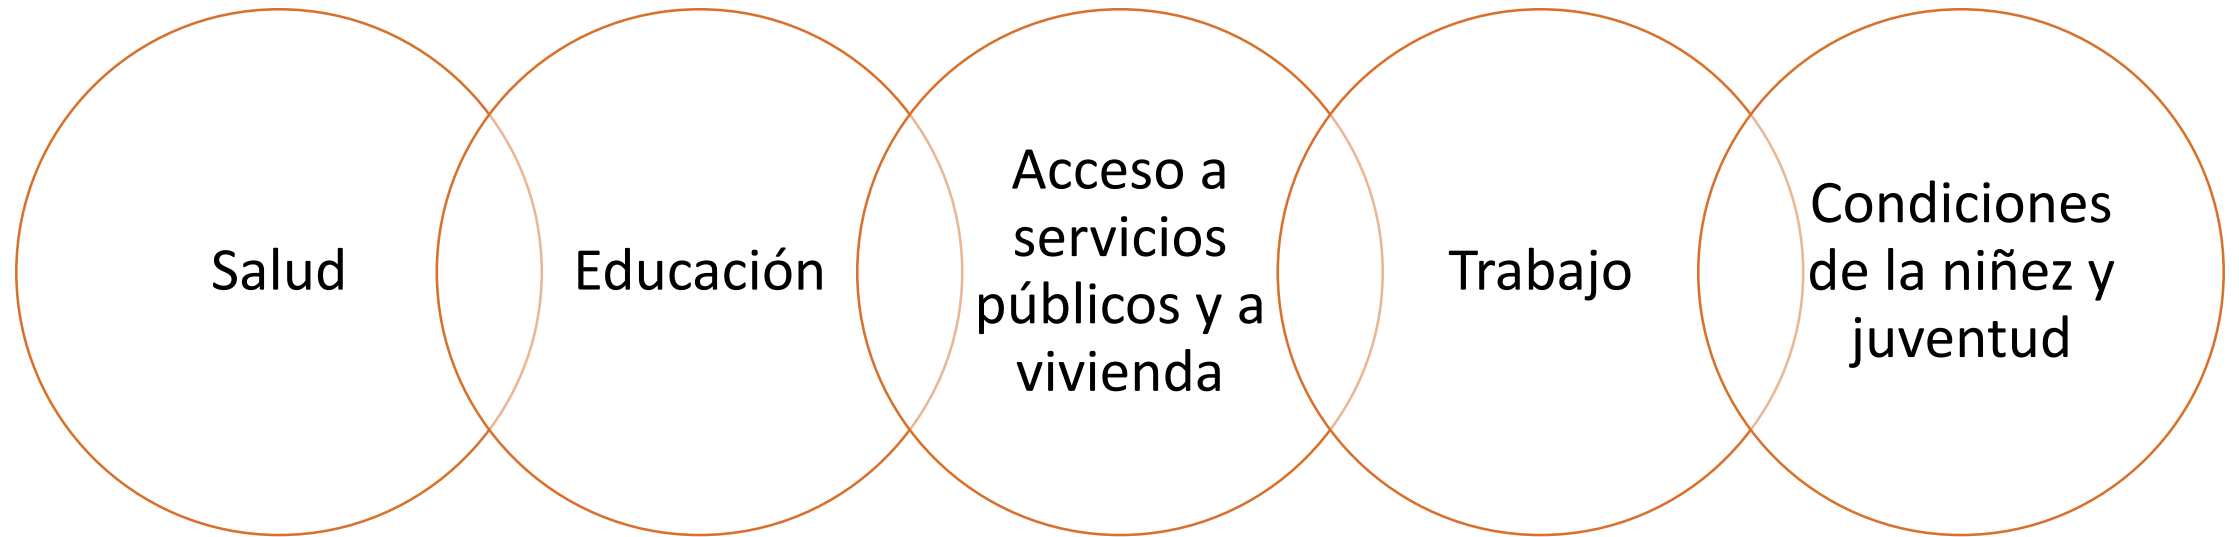 Salud
Educación
Acceso a
servicios
públicos y a
vivienda
Trabajo
Condiciones
de la niñez y
juventud